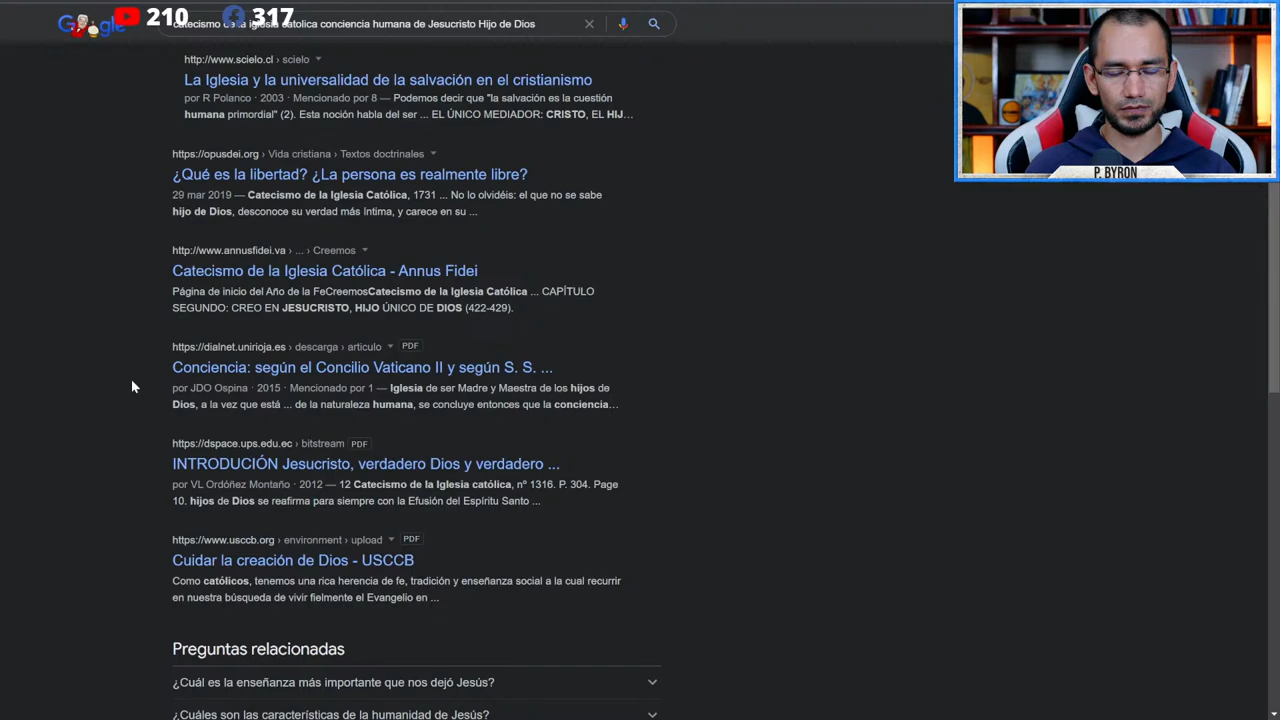 Google
210
317
catecismo de la iglesia catolica conciencia humana de Jesucristo Hijo de Dios
P. BYRON
http://www.scielo.cl › scielo
La Iglesia y la universalidad de la salvación en el cristianismo
por R Polanco · 2003 · Mencionado por 8 — Podemos decir que "la salvación es la cuestión
humana primordial" (2). Esta noción habla del ser ... EL ÚNICO MEDIADOR: CRISTO, EL HIJ...
https://opusdei.org › Vida cristiana › Textos doctrinales
¿Qué es la libertad? ¿La persona es realmente libre?
29 mar 2019 — Catecismo de la Iglesia Católica, 1731 ... No lo olvidéis: el que no se sabe
hijo de Dios, desconoce su verdad más íntima, y carece en su ...
http://www.annusfidei.va › ... › Creemos
Catecismo de la Iglesia Católica - Annus Fidei
Página de inicio del Año de la FeCreemosCatecismo de la Iglesia Católica ... CAPÍTULO
SEGUNDO: CREO EN JESUCRISTO, HIJO ÚNICO DE DIOS (422-429).
https://dialnet.unirioja.es › descarga › articulo PDF
Conciencia: según el Concilio Vaticano II y según S. S. ...
por JDO Ospina · 2015 · Mencionado por 1 — Iglesia de ser Madre y Maestra de los hijos de
Dios, a la vez que está ... de la naturaleza humana, se concluye entonces que la conciencia...
https://dspace.ups.edu.ec › bitstream PDF
INTRODUCIÓN Jesucristo, verdadero Dios y verdadero ...
por VL Ordóñez Montaño · 2012 — 12 Catecismo de la Iglesia católica, nº 1316. P. 304. Page
10. hijos de Dios se reafirma para siempre con la Efusión del Espíritu Santo ...
https://www.usccb.org › environment › upload PDF
Cuidar la creación de Dios - USCCB
Como católicos, tenemos una rica herencia de fe, tradición y enseñanza social a la cual recurrir
en nuestra búsqueda de vivir fielmente el Evangelio en ...
Preguntas relacionadas
¿Cuál es la enseñanza más importante que nos dejó Jesús?
¿Cuáles son las características de la humanidad de Jesús?